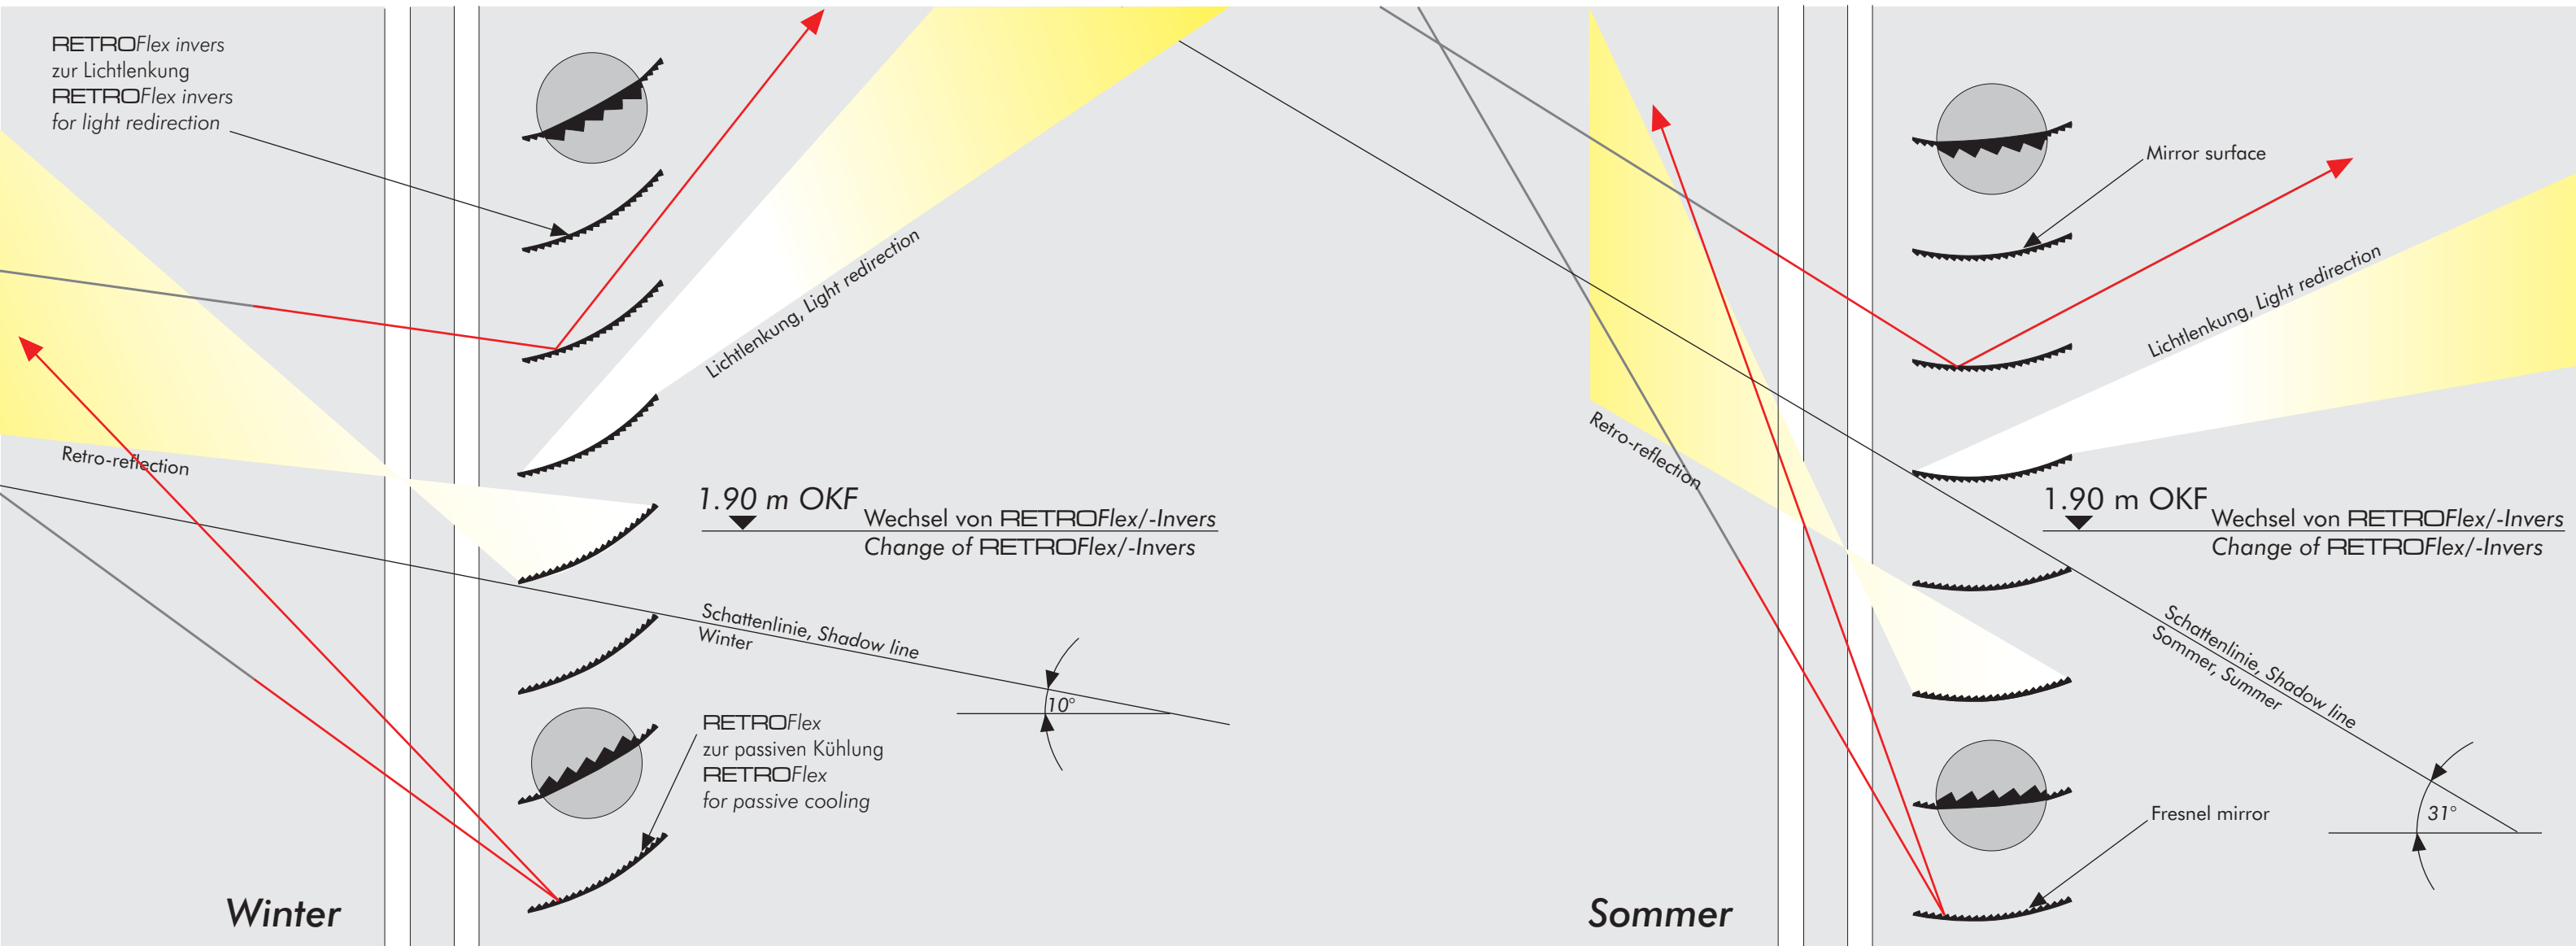 RETROFlex invers
zur Lichtlenkung
RETROFlex invers
for light redirection
Retro-reflection
Lichtlenkung, Light redirection
1.90 m OKF
Wechsel von RETROFlex/-Invers
Change of RETROFlex/-Invers
Schattenlinie, Shadow line
Winter
10°
RETROFlex
zur passiven Kühlung
RETROFlex
for passive cooling
Winter
Mirror surface
Lichtlenkung, Light redirection
Retro-reflection
1.90 m OKF
Wechsel von RETROFlex/-Invers
Change of RETROFlex/-Invers
Schattenlinie, Shadow line
Sommer, Summer
31°
Fresnel mirror
Sommer